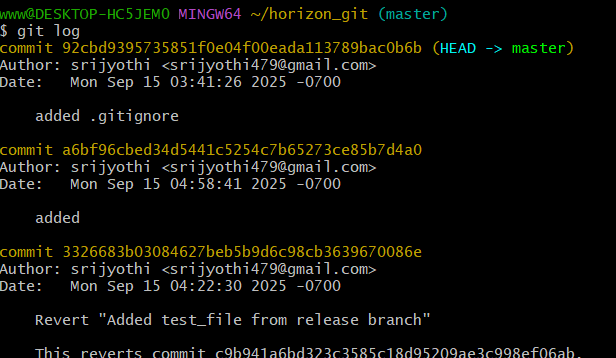 www@DESKTOP-HC5JEM0 MINGW64 ~/horizon_git (master)
$ git log
commit 92cbd9395735851f0e04f00eada113789bac0b6b (HEAD -> master)
Author: srijyothi <srijyothi479@gmail.com>
Date:   Mon Sep 15 03:41:26 2025 -0700
    added .gitignore
commit a6bf96cbed34d5441c5254c7b65273ce85b7d4a0
Author: srijyothi <srijyothi479@gmail.com>
Date:   Mon Sep 15 04:58:41 2025 -0700
    added
commit 3326683b03084627beb5b9d6c98cb3639670086e
Author: srijyothi <srijyothi479@gmail.com>
Date:   Mon Sep 15 04:22:30 2025 -0700
    Revert "Added test_file from release branch"
    This reverts commit c9b941a6bd323c3585c18d95209ae3c998ef06ab.